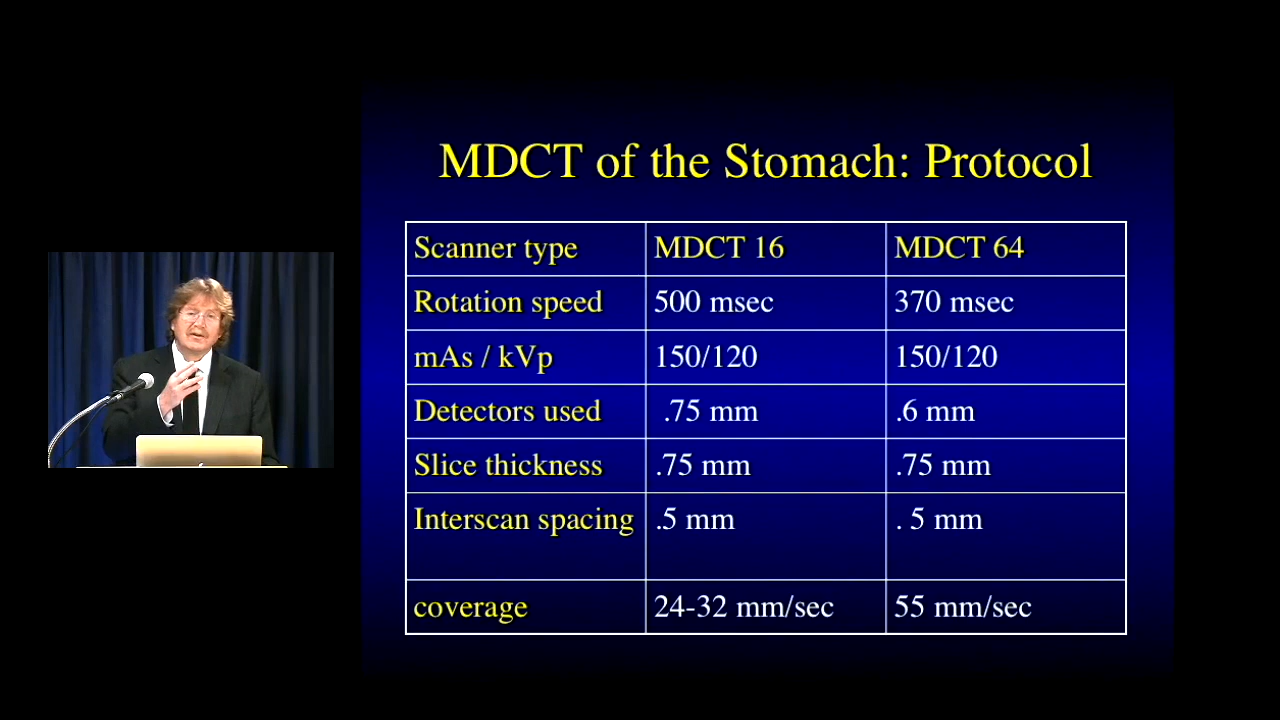 MDCT of the Stomach: Protocol
Scanner type MDCT 16 MDCT 64
Rotation speed 500 msec 370 msec
mAs / kVp 150/120 150/120
Detectors used .75 mm .6 mm
Slice thickness .75 mm .75 mm
Interscan spacing .5 mm . 5 mm
coverage 24-32 mm/sec 55 mm/sec